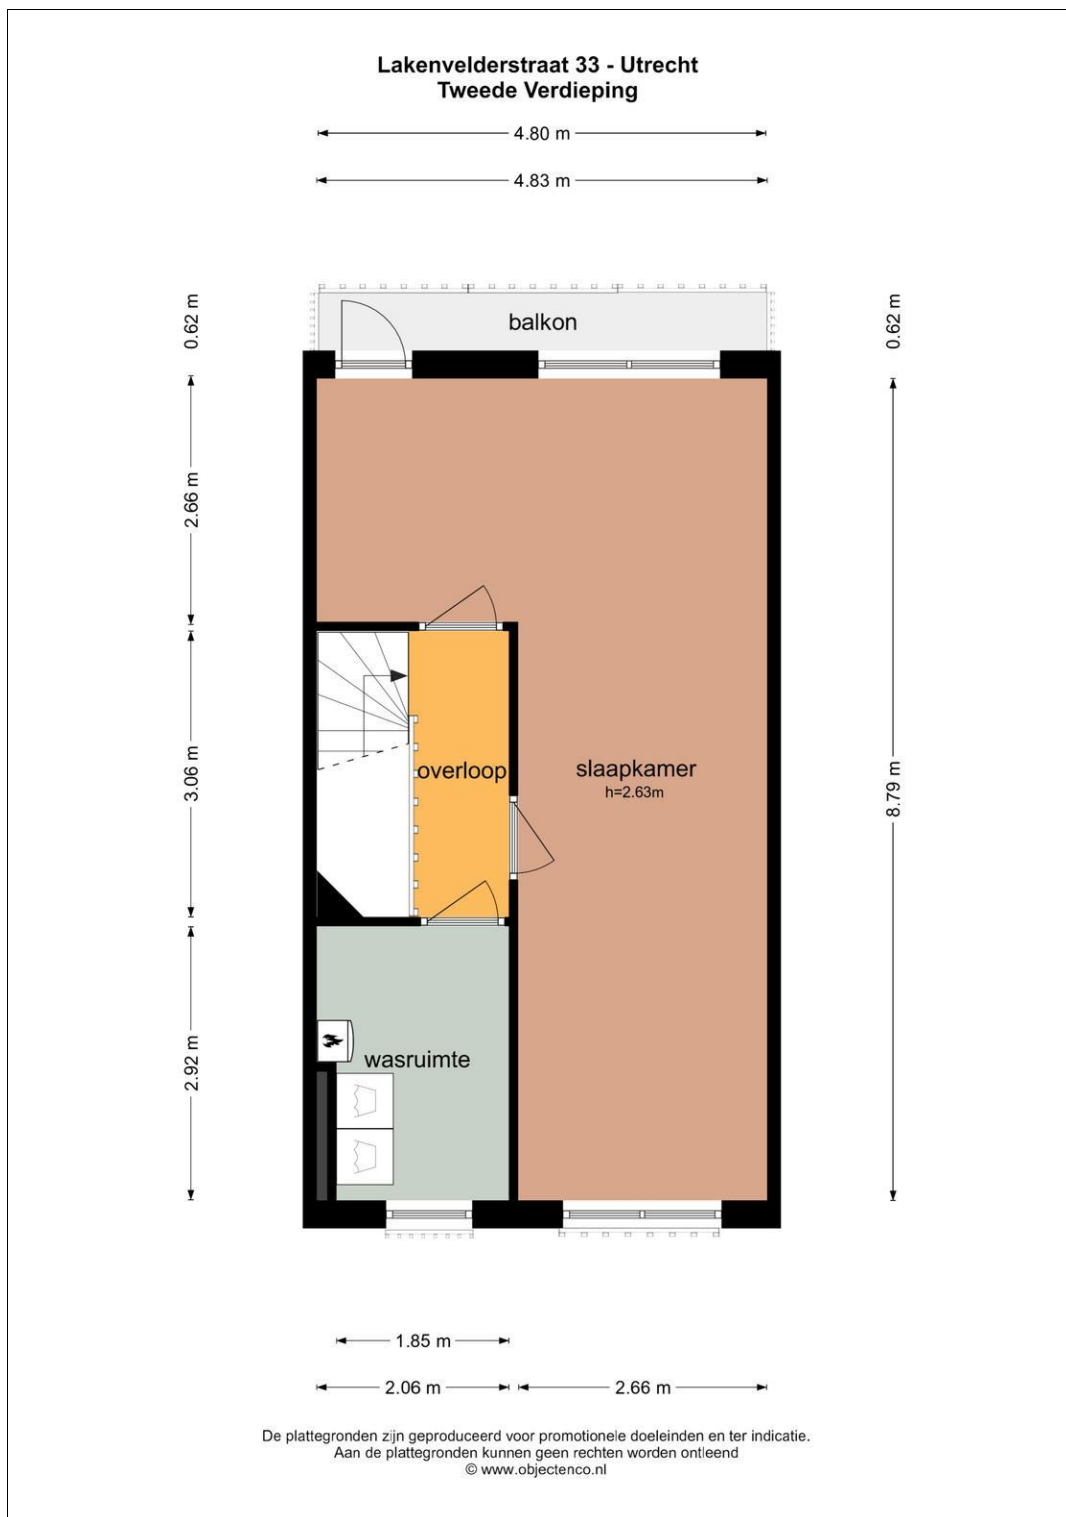 Lakenvelderstraat 33 - Utrecht
Tweede Verdieping
4.80 m
4.83 m
0.62 m
0.62 m
balkon
2.66 m
3.06 m
overloop
slaapkamer
h=2.63m
8.79 m
2.92 m
wasruimte
1.85 m
2.06 m
2.66 m
De plattegronden zijn geproduceerd voor promotionele doeleinden en ter indicatie.
Aan de plattegronden kunnen geen rechten worden ontleend
© www.objectenco.nl